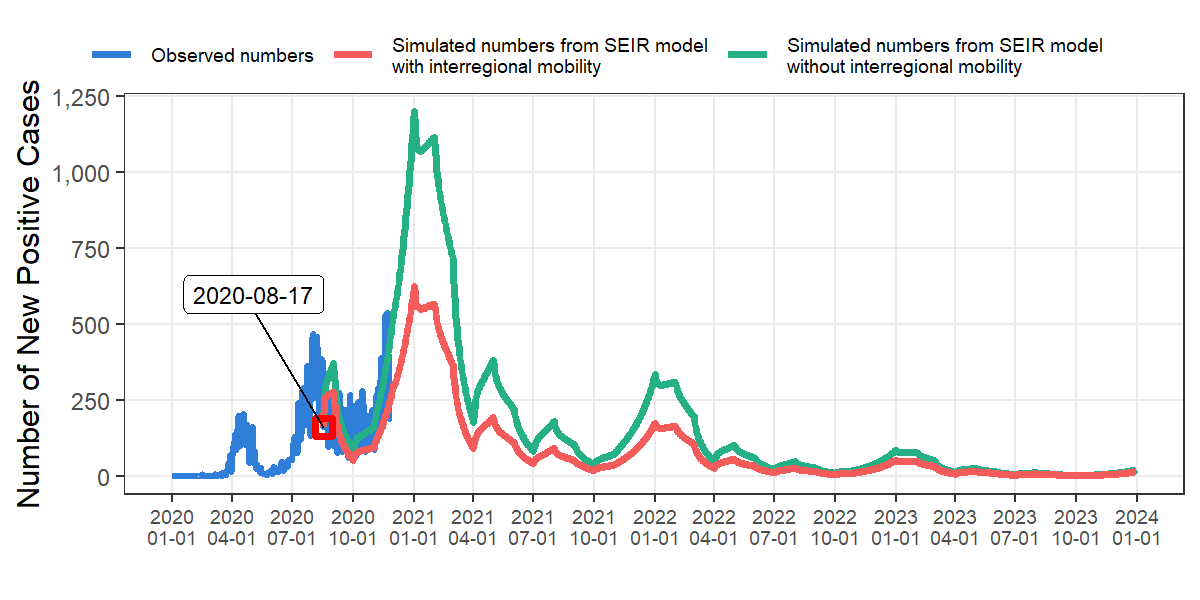 Observed numbers
Simulated numbers from SEIR model
with interregional mobility
Simulated numbers from SEIR model
without interregional mobility
Number of New Positive Cases
1,250
1,000
750
500
250
0
2020-08-17
2020 2020 2020 2020 2021 2021 2021 2021 2022 2022 2022 2022 2023 2023 2023 2023 2024
01-01 04-01 07-01 10-01 01-01 04-01 07-01 10-01 01-01 04-01 07-01 10-01 01-01 04-01 07-01 10-01 01-01